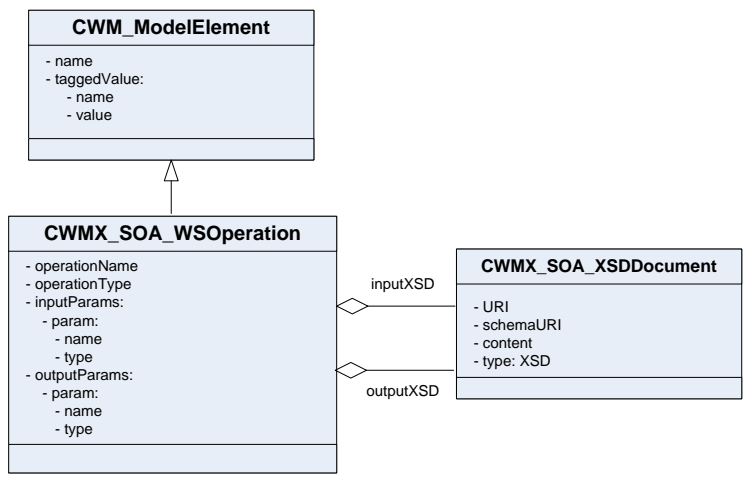 CWM_ModelElement
- name
- taggedValue:
- name
- value
CWMX_SOA_WSOperation
- operationName
- operationType
- inputParams:
- param:
- name
- type
- outputParams:
- param:
- name
- type
inputXSD
outputXSD
CWMX_SOA_XSDDocument
- URI
- schemaURI
- content
- type: XSD